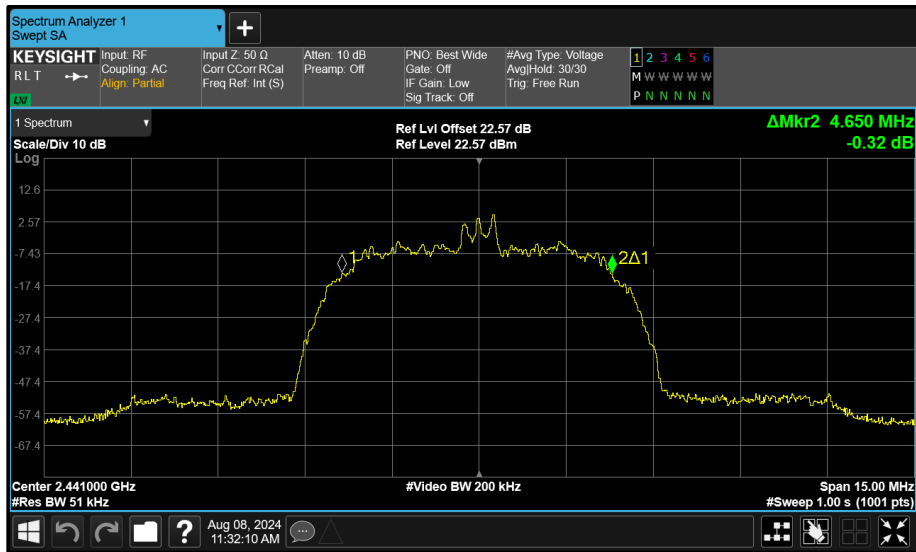 Spectrum Analyzer 1
Swept SA
+
KEYSIGHT
R L T
LXI
Input: RF
Coupling: AC
Align: Partial
Input Z: 50 Ω
Corr CCorr RCal
Freq Ref: Int (S)
Atten: 10 dB
Preamp: Off
PNO: Best Wide
Gate: Off
IF Gain: Low
Sig Track: Off
#Avg Type: Voltage
Avg|Hold: 30/30
Trig: Free Run
1 2 3 4 5 6
M W W W W W
P N N N N N
1 Spectrum
Scale/Div 10 dB
Log
Ref Lvl Offset 22.57 dB
Ref Level 22.57 dBm
ΔMkr2 4.650 MHz
-0.32 dB
12.6
2.57
-7.43
-17.4
-27.4
-37.4
-47.4
-57.4
-67.4
1
2Δ1
Center 2.441000 GHz
#Video BW 200 kHz
Span 15.00 MHz
#Res BW 51 kHz
#Sweep 1.00 s (1001 pts)
?
Aug 08, 2024
11:32:10 AM